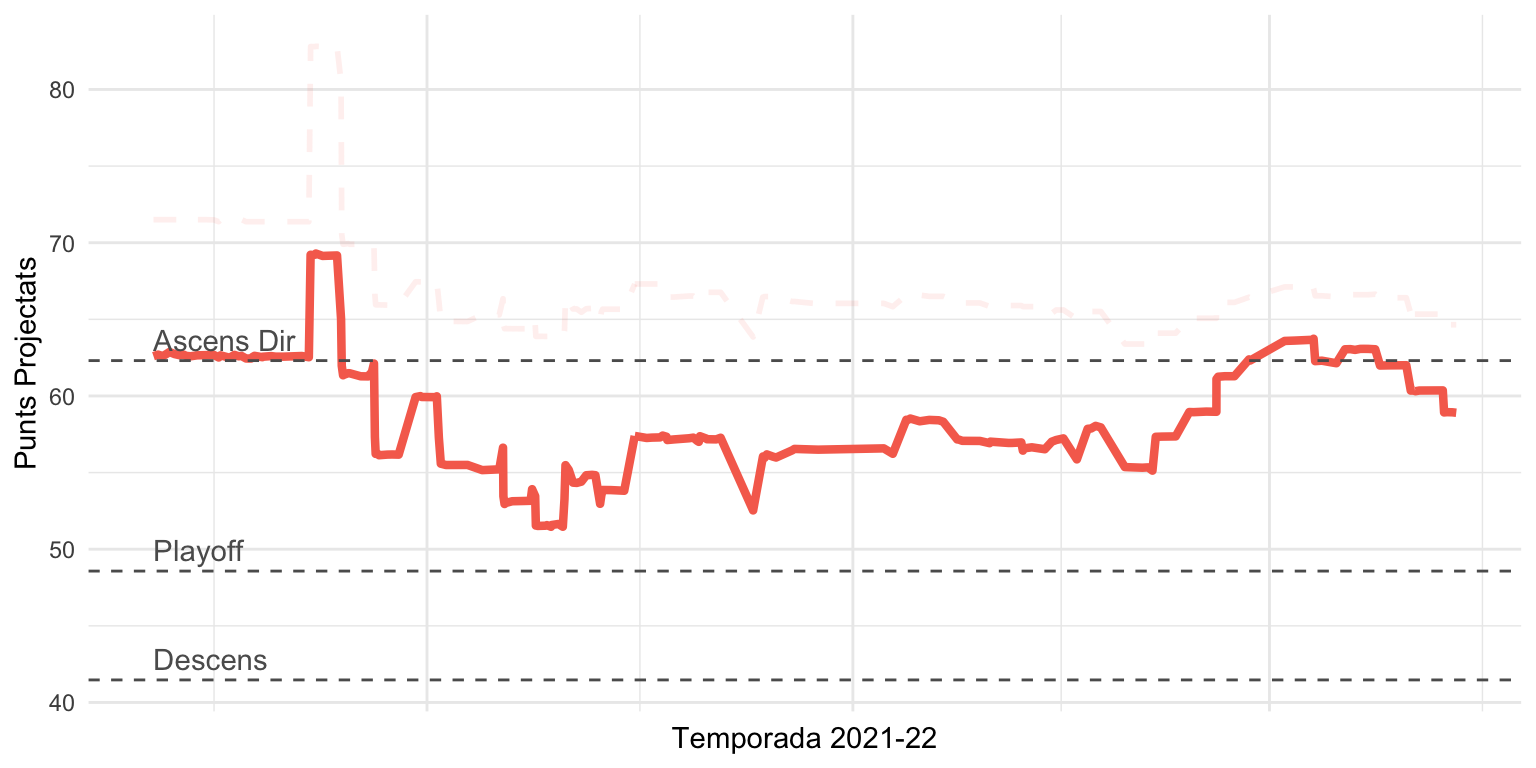 80
70
60
50
40
Punts Projectats
Ascens Dir
Playoff
Descens
Temporada 2021-22